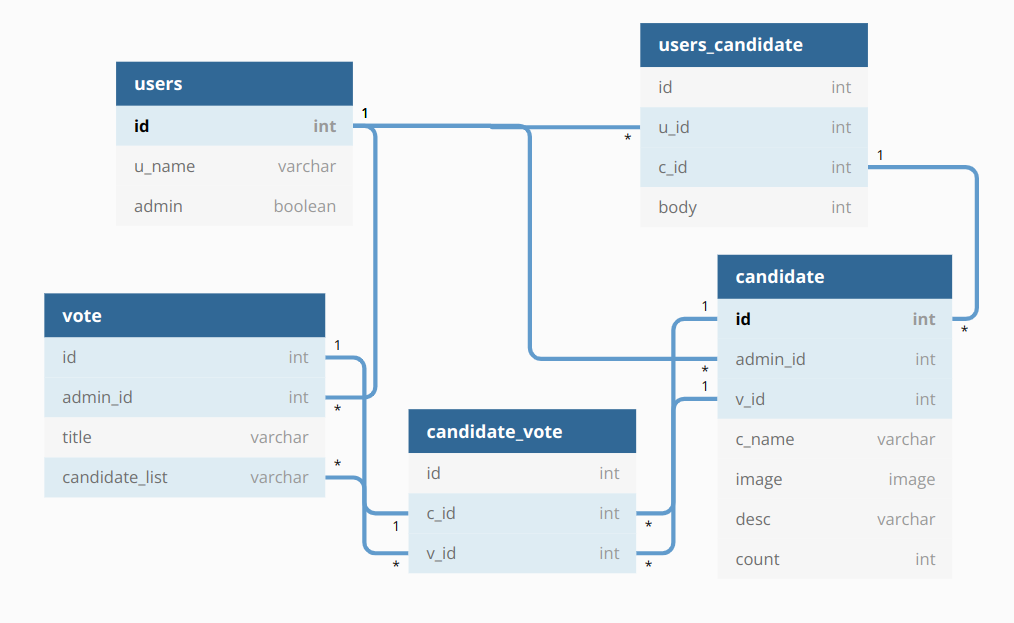 users
id int
u_name varchar
admin boolean
1
*
users_candidate
id int
u_id int
c_id int
body int
1
*
vote
id int
admin_id int
title varchar
candidate_list varchar
1
*
*
candidate_vote
id int
c_id int
v_id int
1
*
*
*
candidate
id int
admin_id int
v_id int
c_name varchar
image image
desc varchar
count int
1
*
1